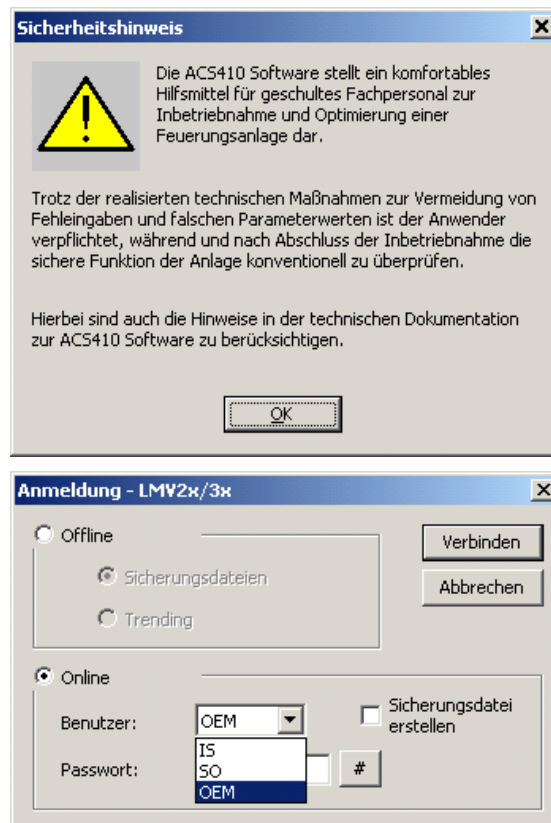 Sicherheitshinweis
Die ACS410 Software stellt ein komfortables
Hilfsmittel für geschultes Fachpersonal zur
Inbetriebnahme und Optimierung einer
Feuerungsanlage dar.
Trotz der realisierten technischen Maßnahmen zur Vermeidung von
Fehleingaben und falschen Parameterwerten ist der Anwender
verpflichtet, während und nach Abschluss der Inbetriebnahme die
sichere Funktion der Anlage konventionell zu überprüfen.
Hierbei sind auch die Hinweise in der technischen Dokumentation
zur ACS410 Software zu berücksichtigen.
OK
Anmeldung - LMV2x/3x
Offline
Verbinden
Sicherungsdateien
Abbrechen
Trending
Online
Benutzer:
OEM
Sicherungsdatei
erstellen
IS
Passwort:
SO
#
OEM